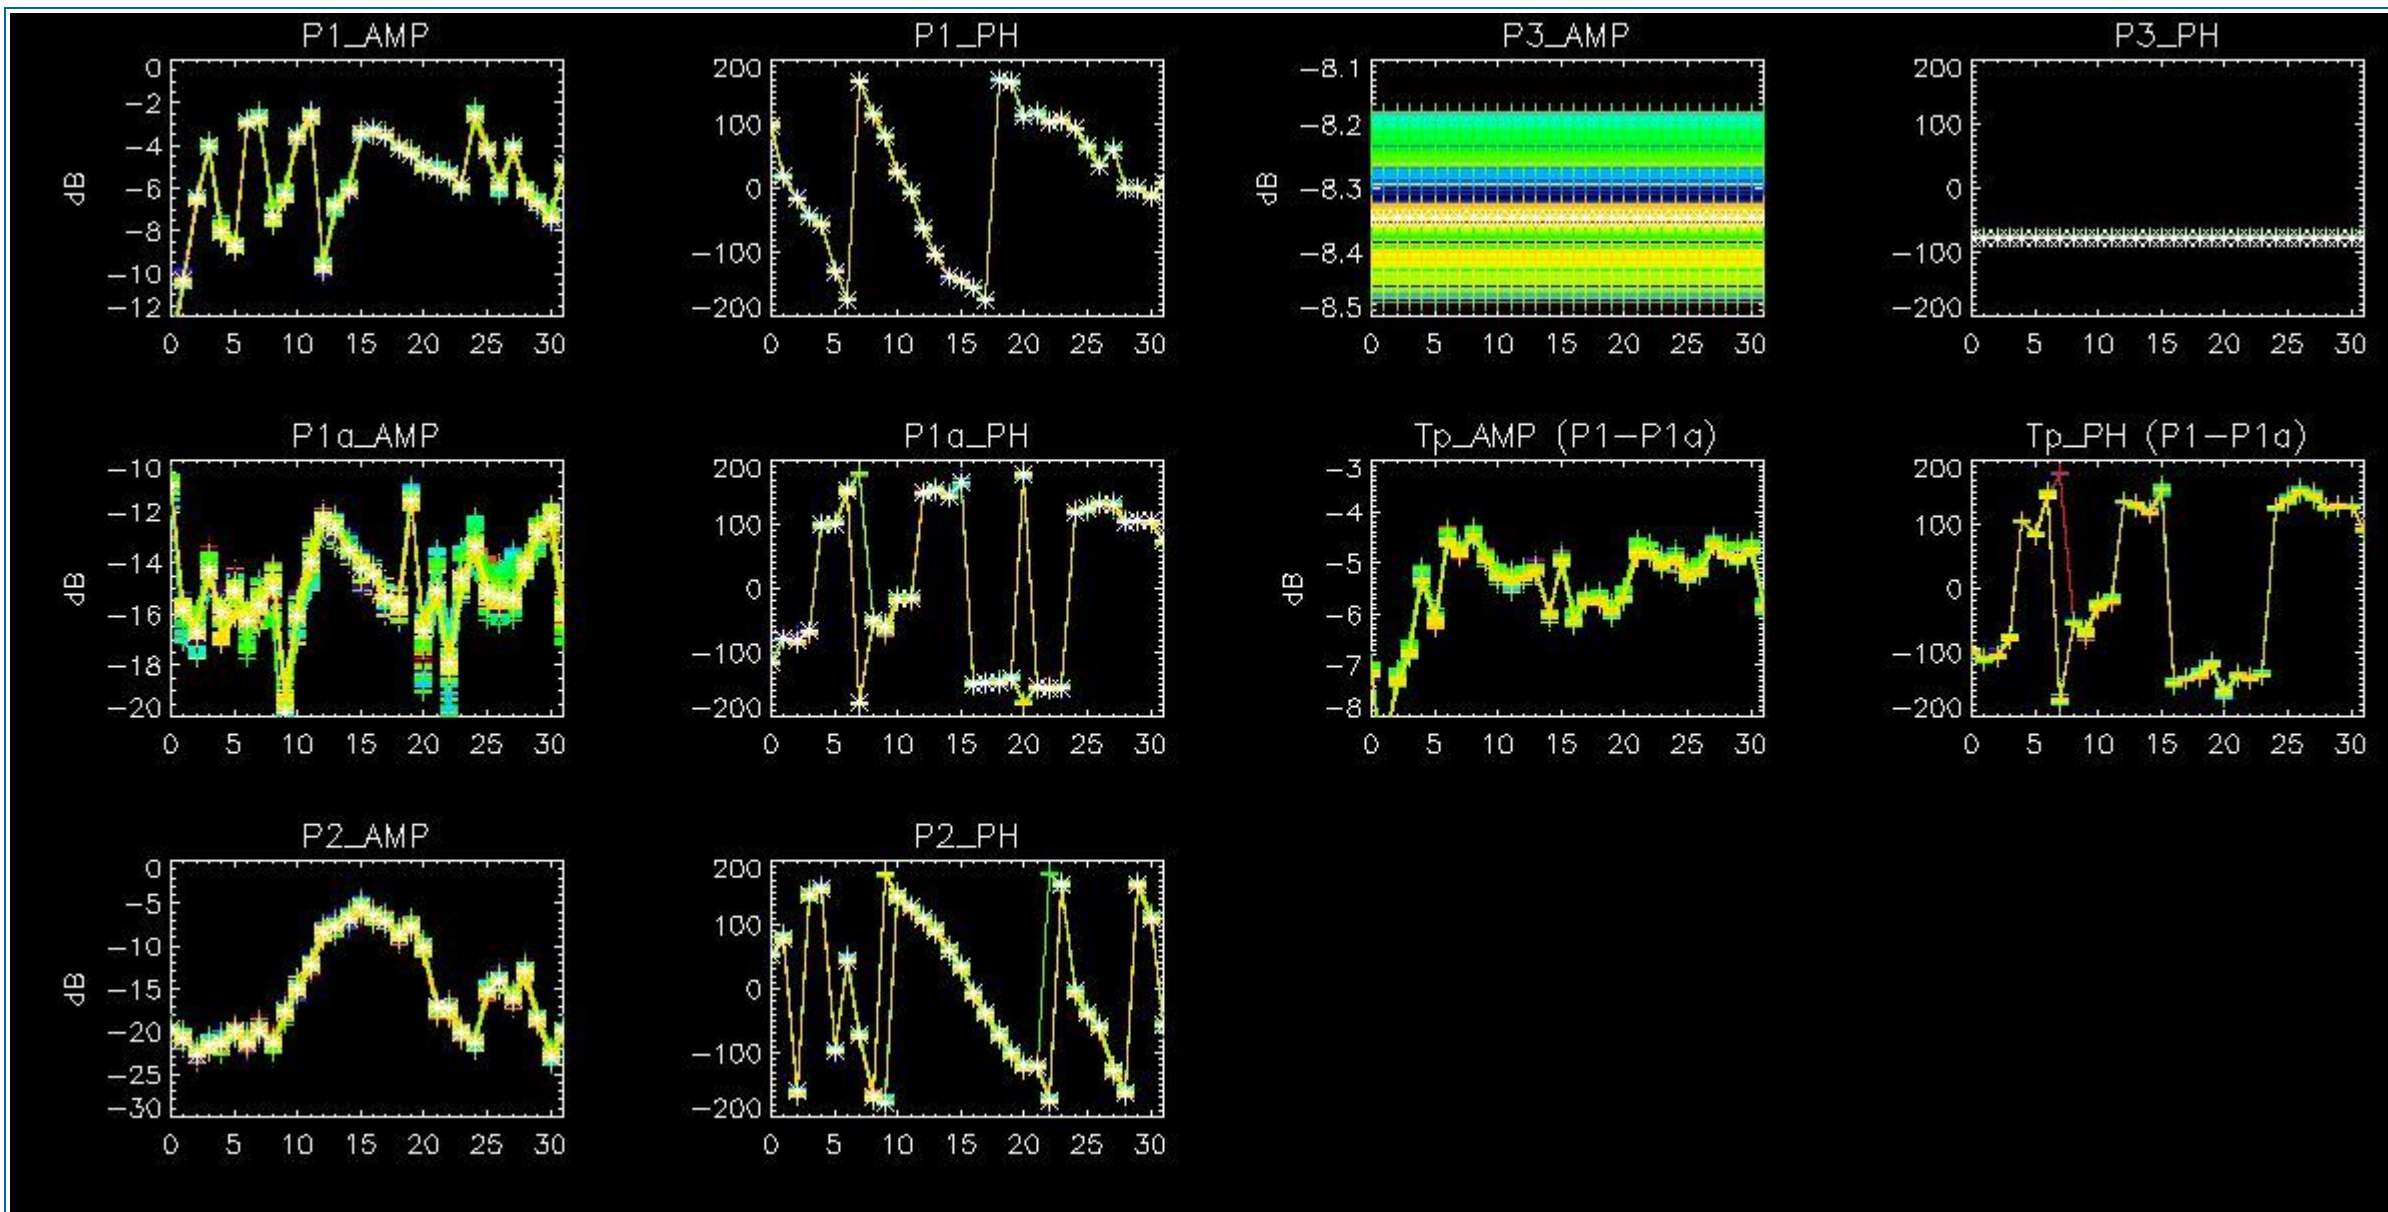 P1_AMP
0
−2
−4
−6
−8
−10
−12
dB
0 5 10 15 20 25 30
P1_PH
200
100
0
−100
−200
0 5 10 15 20 25 30
P3_AMP
−8.1
−8.2
−8.3
−8.4
−8.5
dB
0 5 10 15 20 25 30
P3_PH
200
100
0
−100
−200
0 5 10 15 20 25 30
P1a_AMP
−10
−12
−14
−16
−18
−20
dB
0 5 10 15 20 25 30
P1a_PH
200
100
0
−100
−200
0 5 10 15 20 25 30
Tp_AMP (P1−P1a)
−3
−4
−5
−6
−7
−8
dB
0 5 10 15 20 25 30
Tp_PH (P1−P1a)
200
100
0
−100
−200
0 5 10 15 20 25 30
P2_AMP
0
−5
−10
−15
−20
−25
−30
dB
0 5 10 15 20 25 30
P2_PH
200
100
0
−100
−200
0 5 10 15 20 25 30